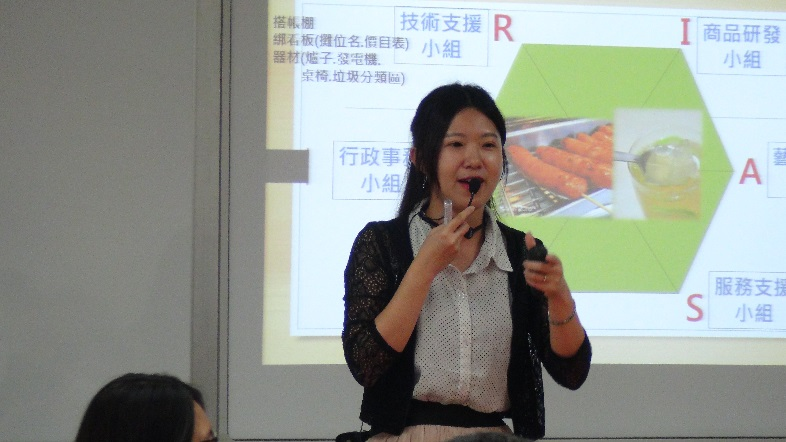 搭帳棚
綁看板(攤位名.價目表)
器材(爐子.發電機.
桌椅.垃圾分類區)
技術支援
小組
R
I
商品研發
小組
行政事
小組
A
S
服務支援
小組